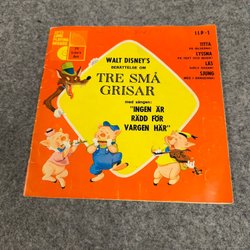 LLP-1
WALT DISNEY'S
BERÄTTELSE OM
TRE SMÅ
GRISAR
med sången:
"INGEN ÄR
RÄDD FÖR
VARGEN HÄR"
TITTA
LYSSNA
LÄS
SJUNG